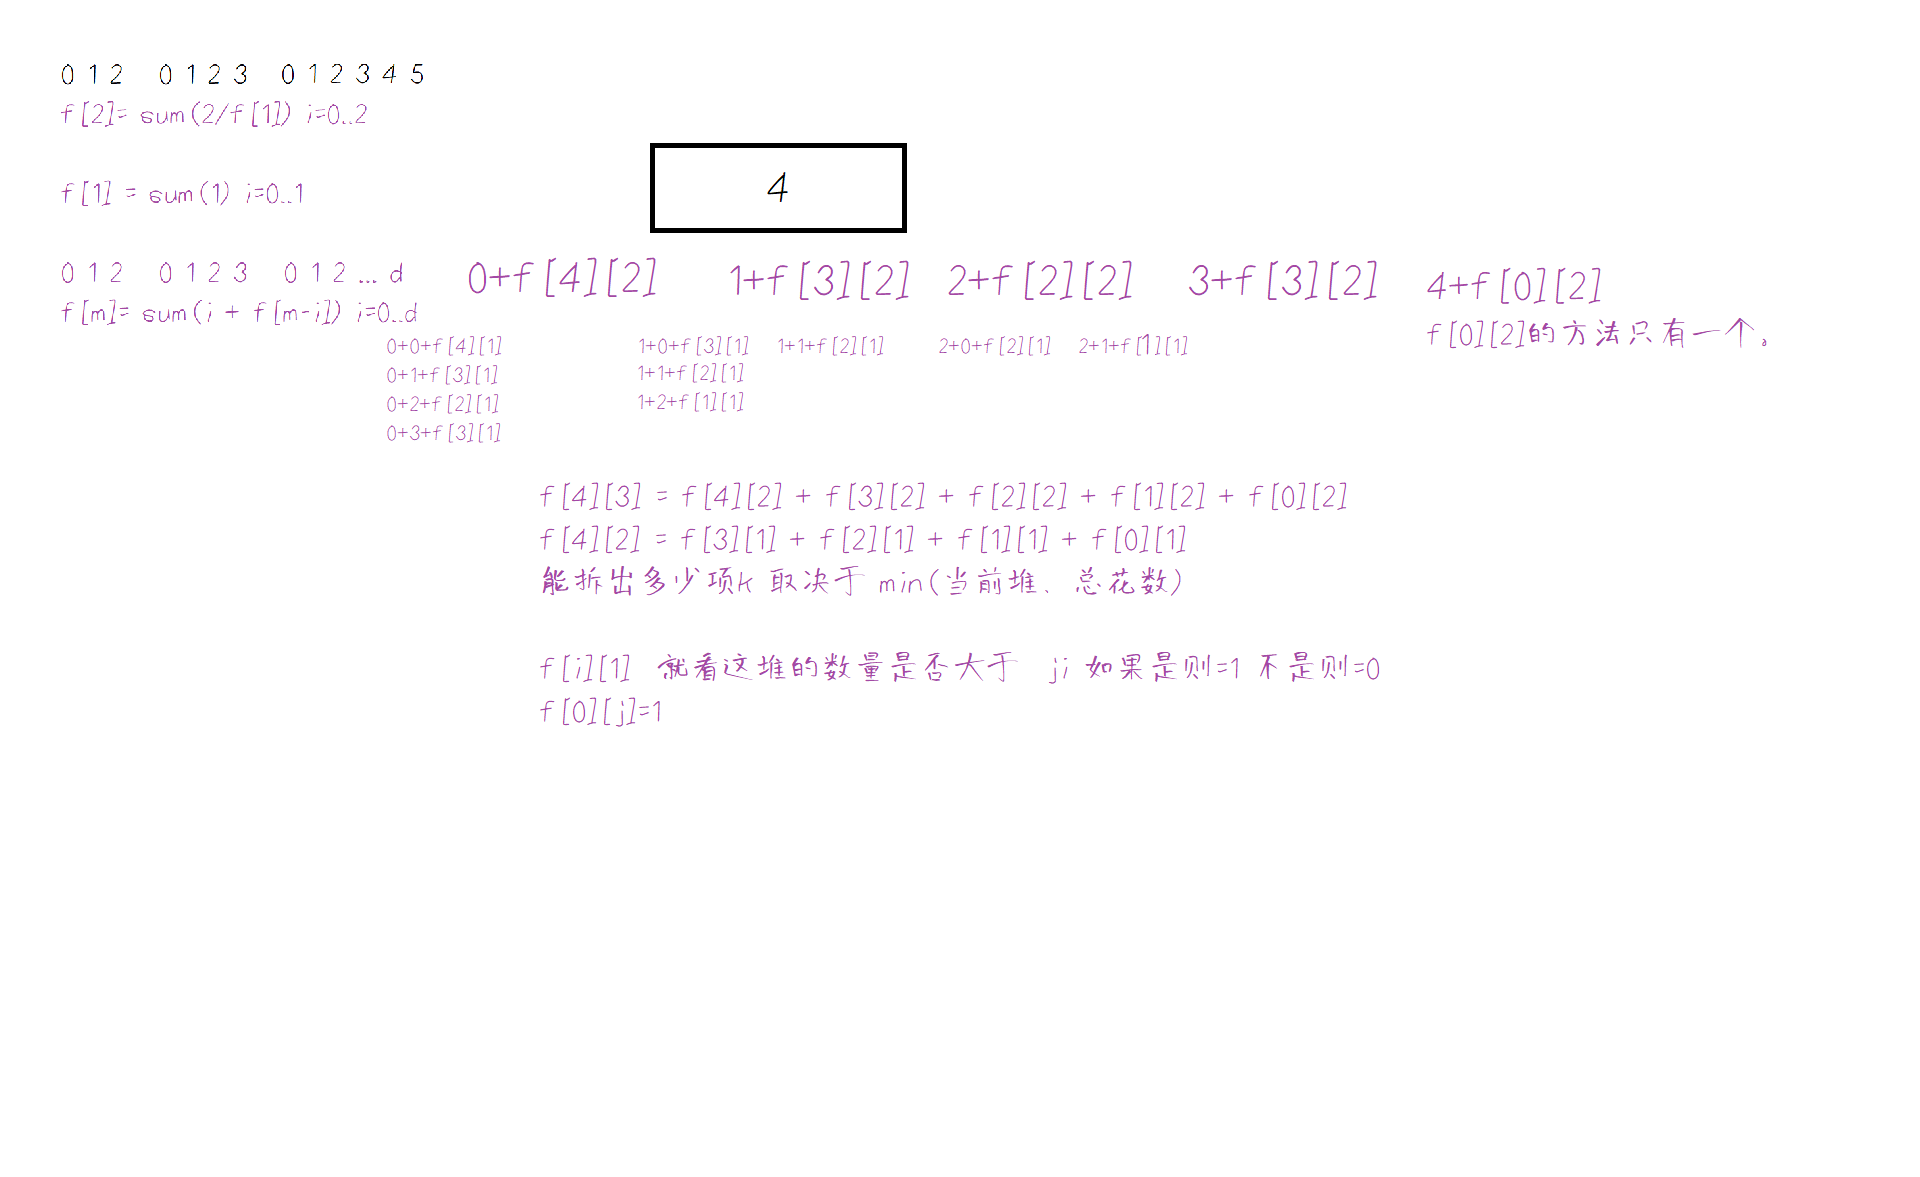 0 1 2 0 1 2 3 0 1 2 3 4 5
f[2]= sum(2/f[1]) i=0..2
f[1] = sum(1) i=0..1
4
0 1 2 0 1 2 3 0 1 2 ... d
f[m]= sum(i + f[m-i]) i=0..d
0+f[4][2] 1+f[3][2] 2+f[2][2] 3+f[3][2] 4+f[0][2]
f[0][2]的方法只有一个。
0+0+f[4][1] 1+0+f[3][1] 1+1+f[2][1] 2+0+f[2][1] 2+1+f[1][1]
0+1+f[3][1] 1+1+f[2][1]
0+2+f[2][1] 1+2+f[1][1]
0+3+f[3][1]
f[4][3] = f[4][2] + f[3][2] + f[2][2] + f[1][2] + f[0][2]
f[4][2] = f[3][1] + f[2][1] + f[1][1] + f[0][1]
能拆出多少项K 取决于 min(当前堆、总花数)
f[i][1] 就看这堆的数量是否大于 ji 如果是则=1 不是则=0
f[0][j]=1